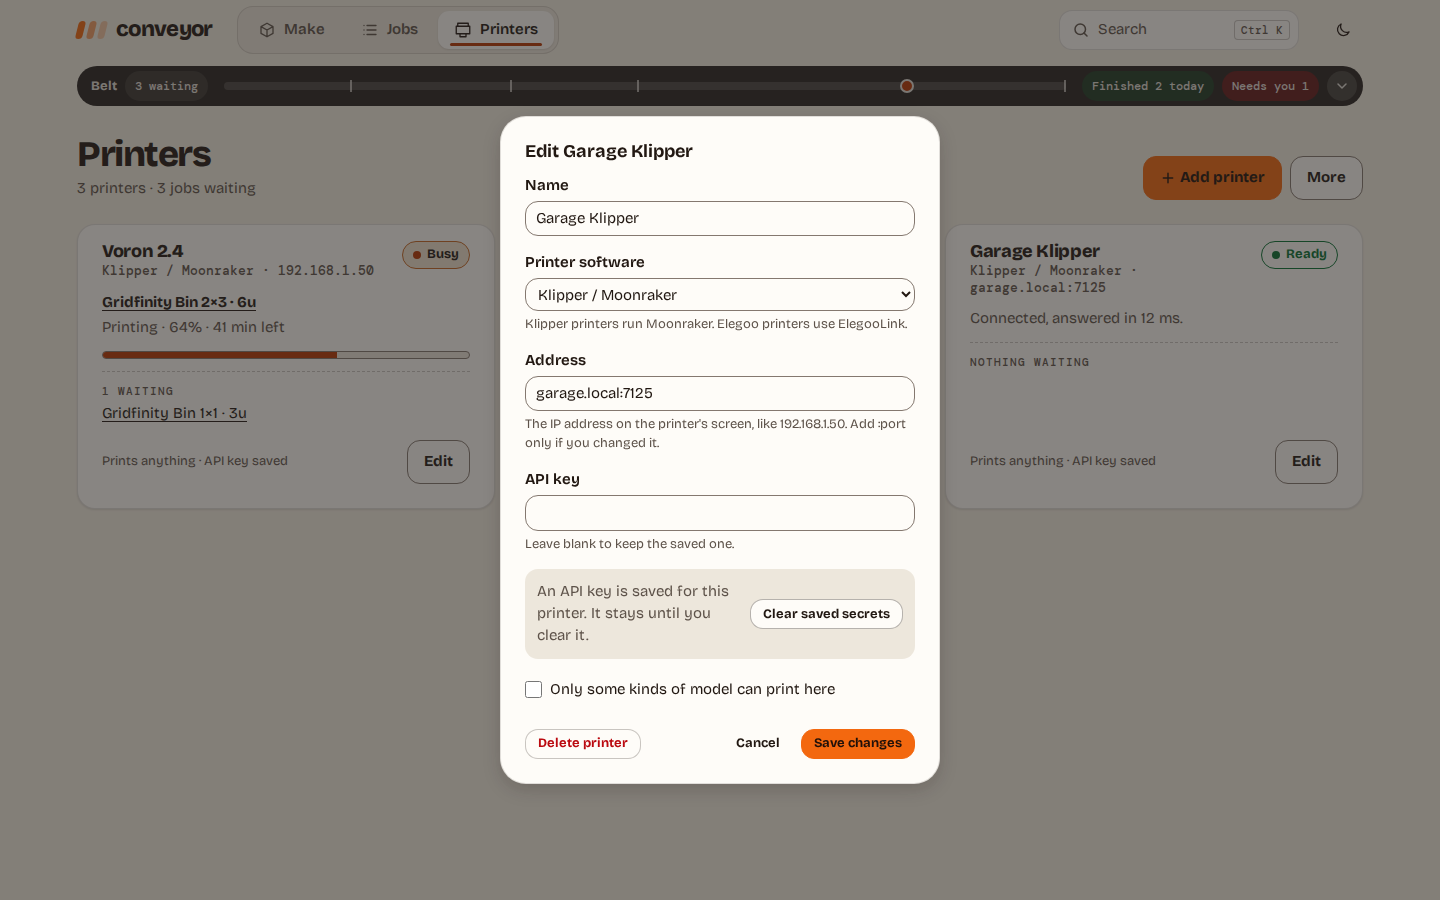 conveyor
Make
Jobs
Printers
Search
Ctrl K
Belt
3 waiting
Finished 2 today
Needs you 1
Printers
3 printers · 3 jobs waiting
+ Add printer
More
Voron 2.4
Busy
Klipper / Moonraker · 192.168.1.50
Gridfinity Bin 2×3 · 6u
Printing · 64% · 41 min left
1 WAITING
Gridfinity Bin 1×1 · 3u
Prints anything · API key saved
Edit
Edit Garage Klipper
Name
Garage Klipper
Printer software
Klipper / Moonraker
Klipper printers run Moonraker. Elegoo printers use ElegooLink.
Address
garage.local:7125
The IP address on the printer's screen, like 192.168.1.50. Add :port
only if you changed it.
API key
Leave blank to keep the saved one.
An API key is saved for this
printer. It stays until you
clear it.
Clear saved secrets
Only some kinds of model can print here
Delete printer
Cancel
Save changes
Garage Klipper
Ready
Klipper / Moonraker ·
garage.local:7125
Connected, answered in 12 ms.
NOTHING WAITING
Prints anything · API key saved
Edit